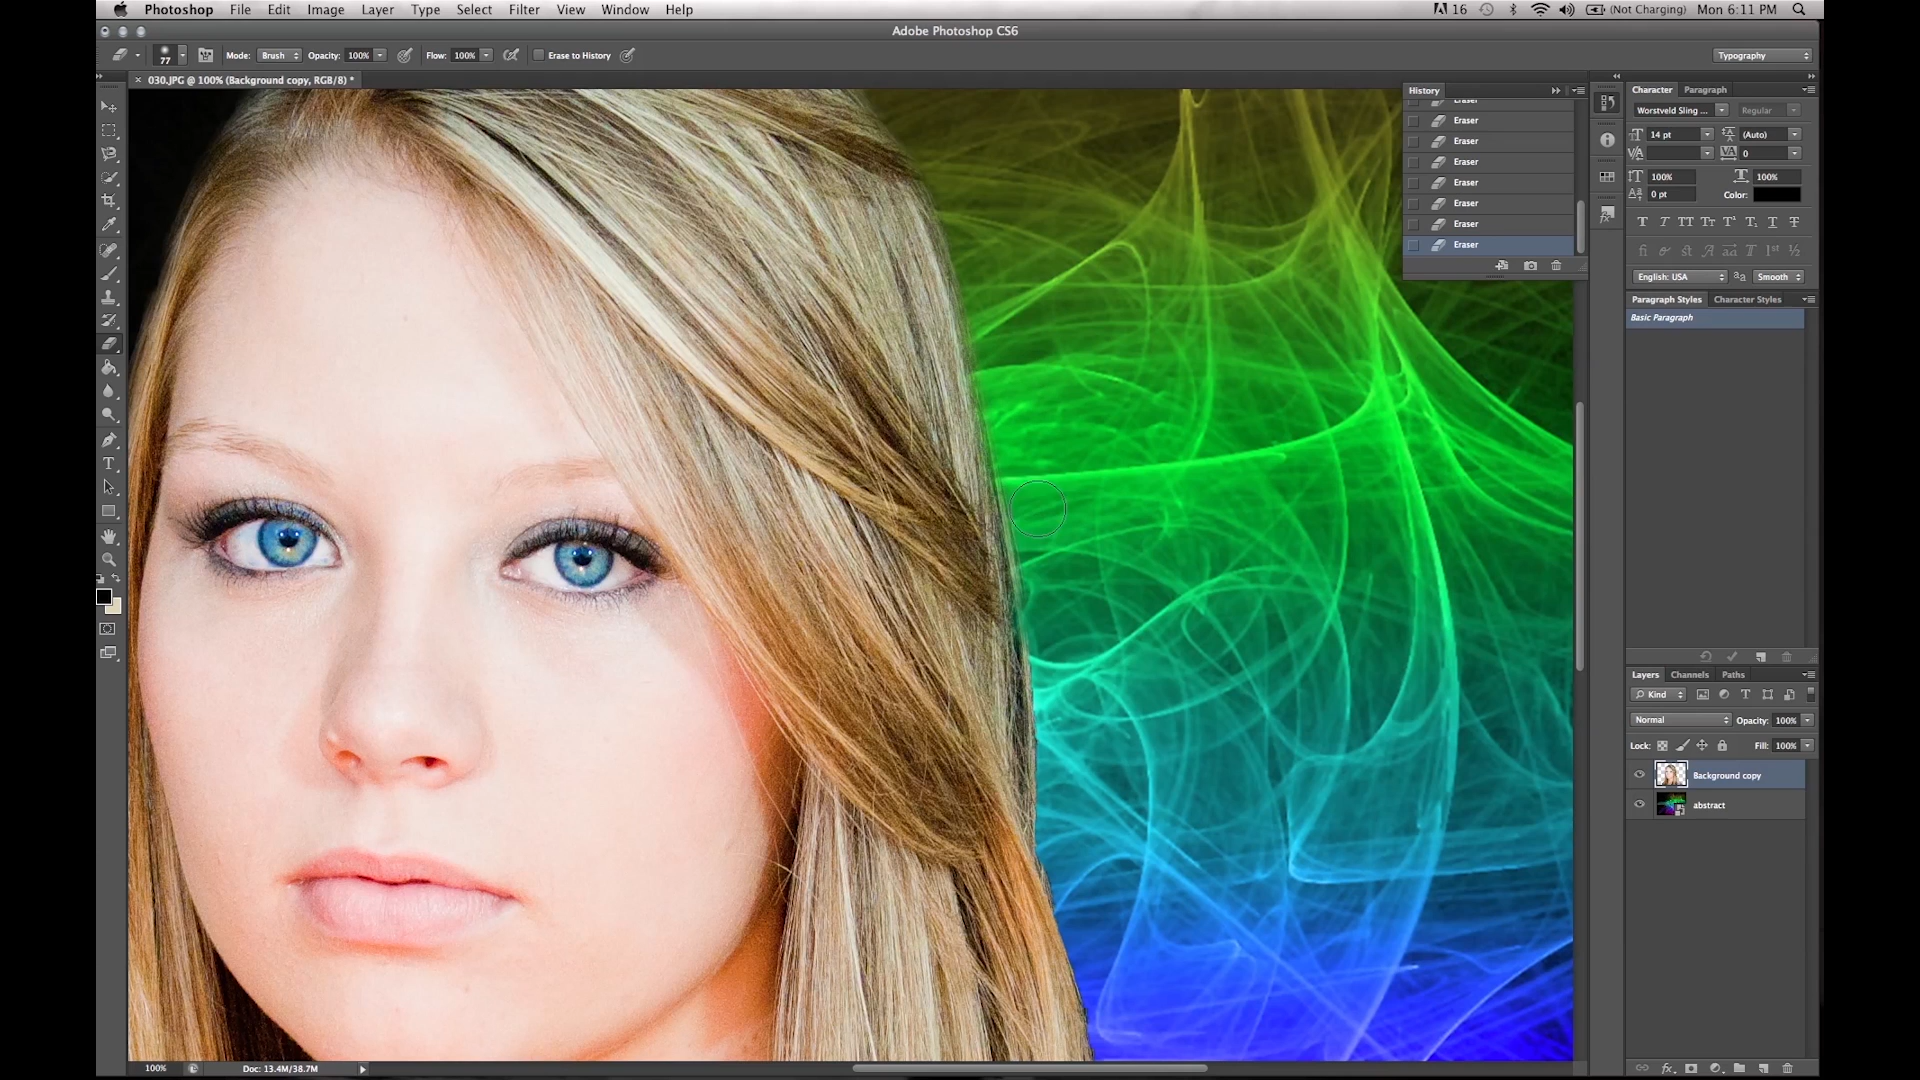 Photoshop File Edit Image Layer Type Select Filter View Window Help 16 (Not Charging) Mon 6:11 PM
Adobe Photoshop CS6
77 Mode: Brush Opacity: 100% Flow: 100% Erase to History Typography
× 030.JPG @ 100% (Background copy, RGB/8) *
History
Eraser
Eraser
Eraser
Eraser
Eraser
Eraser
Eraser
Eraser
Character Paragraph
Worstveld Sling ... Regular
14 pt (Auto)
0
100% 100%
0 pt Color:
English: USA Smooth
Paragraph Styles Character Styles
Basic Paragraph
Layers Channels Paths
Kind
Normal Opacity: 100%
Lock: Fill: 100%
Background copy
abstract
100% Doc: 13.4M/38.7M